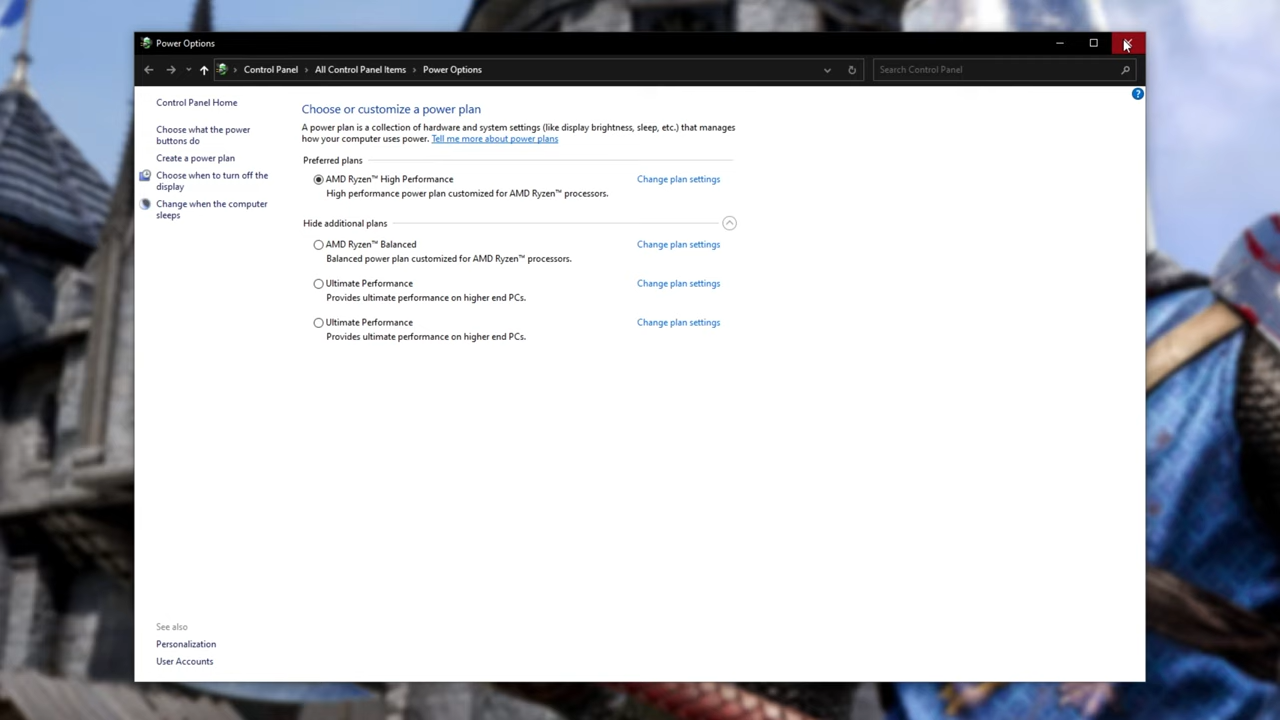 Power Options
Control Panel › All Control Panel Items › Power Options
Search Control Panel
Control Panel Home
Choose what the power
buttons do
Create a power plan
Choose when to turn off the
display
Change when the computer
sleeps
Choose or customize a power plan
A power plan is a collection of hardware and system settings (like display brightness, sleep, etc.) that manages
how your computer uses power. Tell me more about power plans
Preferred plans
AMD Ryzen™ High Performance Change plan settings
High performance power plan customized for AMD Ryzen™ processors.
Hide additional plans
AMD Ryzen™ Balanced Change plan settings
Balanced power plan customized for AMD Ryzen™ processors.
Ultimate Performance Change plan settings
Provides ultimate performance on higher end PCs.
Ultimate Performance Change plan settings
Provides ultimate performance on higher end PCs.
See also
Personalization
User Accounts